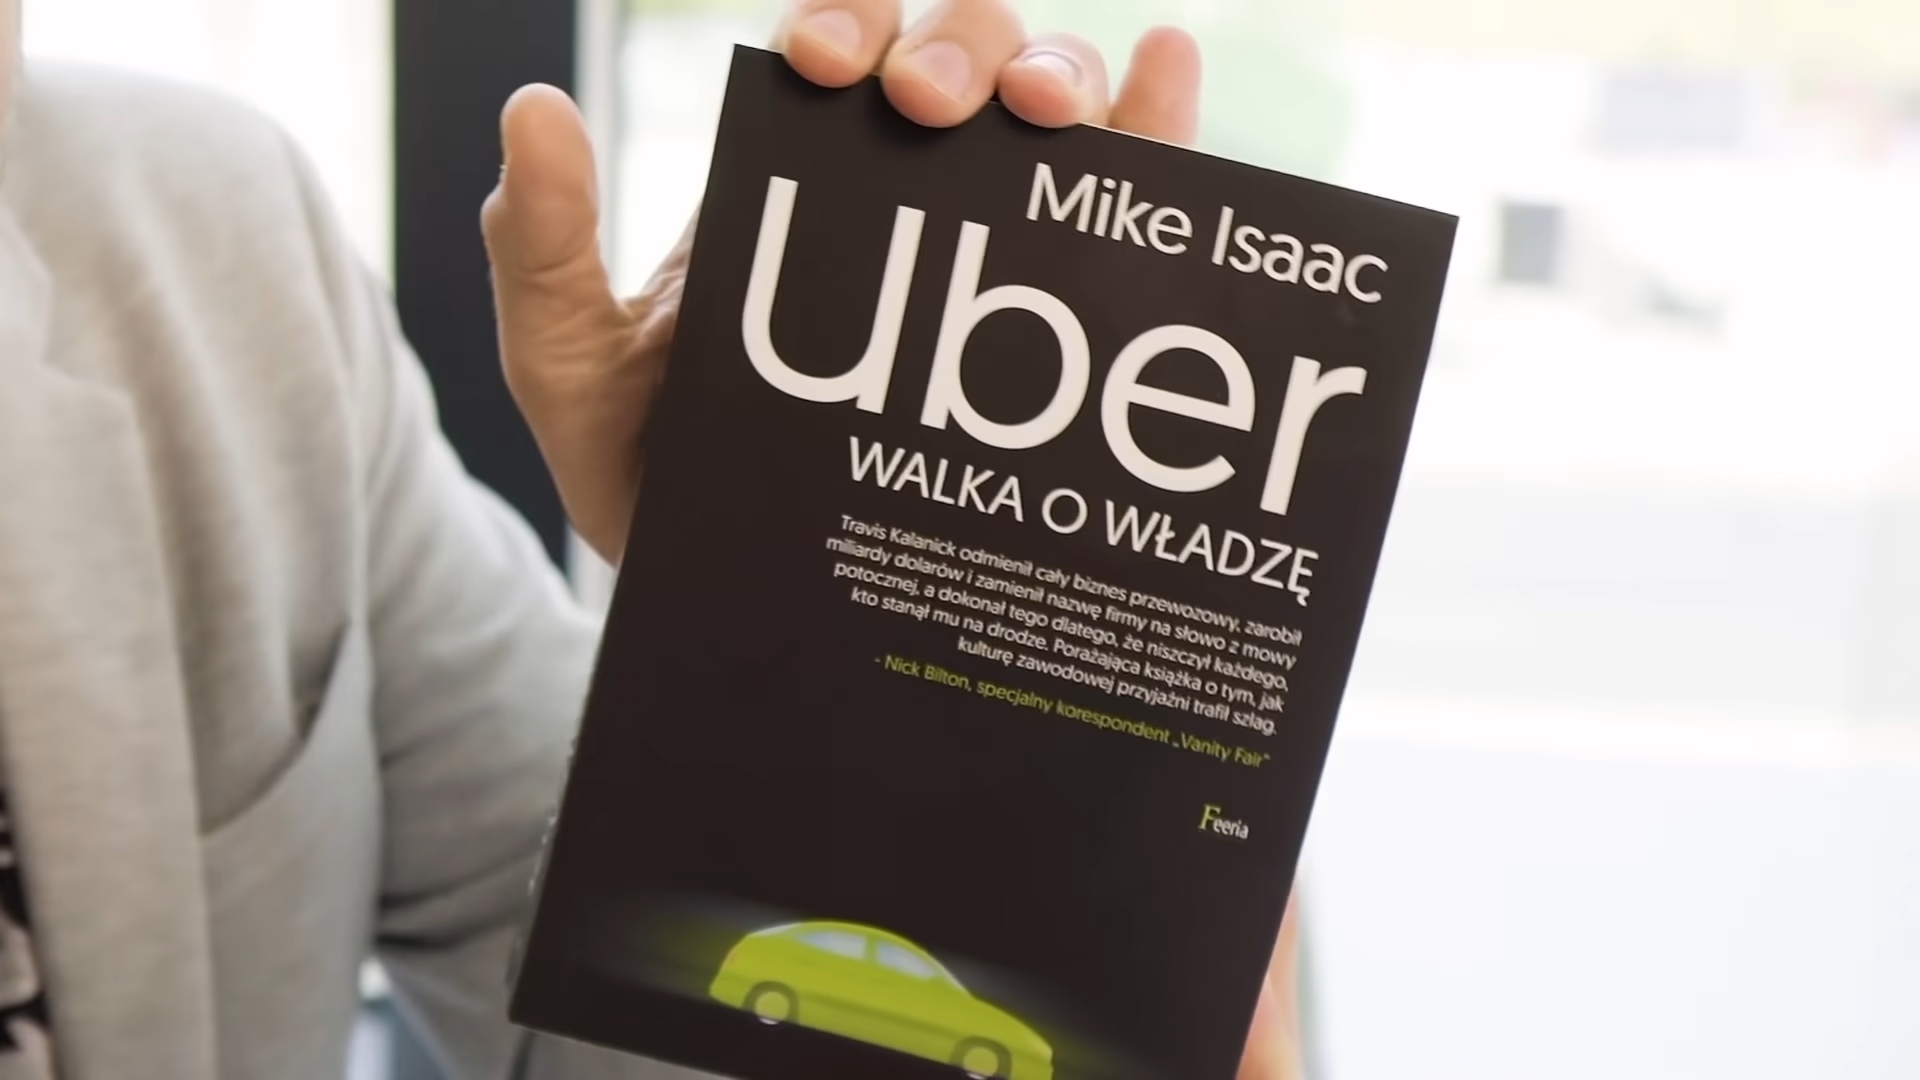 Mike Isaac
uber
WALKA O WŁADZĘ
Travis Kalanick odmienił cały biznes przewozowy, zarobił
miliardy dolarów i zamienił nazwę firmy na słowo z mowy
potocznej, a dokonał tego dlatego, że niszczył każdego,
kto stanął mu na drodze. Porażająca książka o tym, jak
kulturę zawodowej przyjaźni trafił szlag.
- Nick Bilton, specjalny korespondent „Vanity Fair"
Feeria